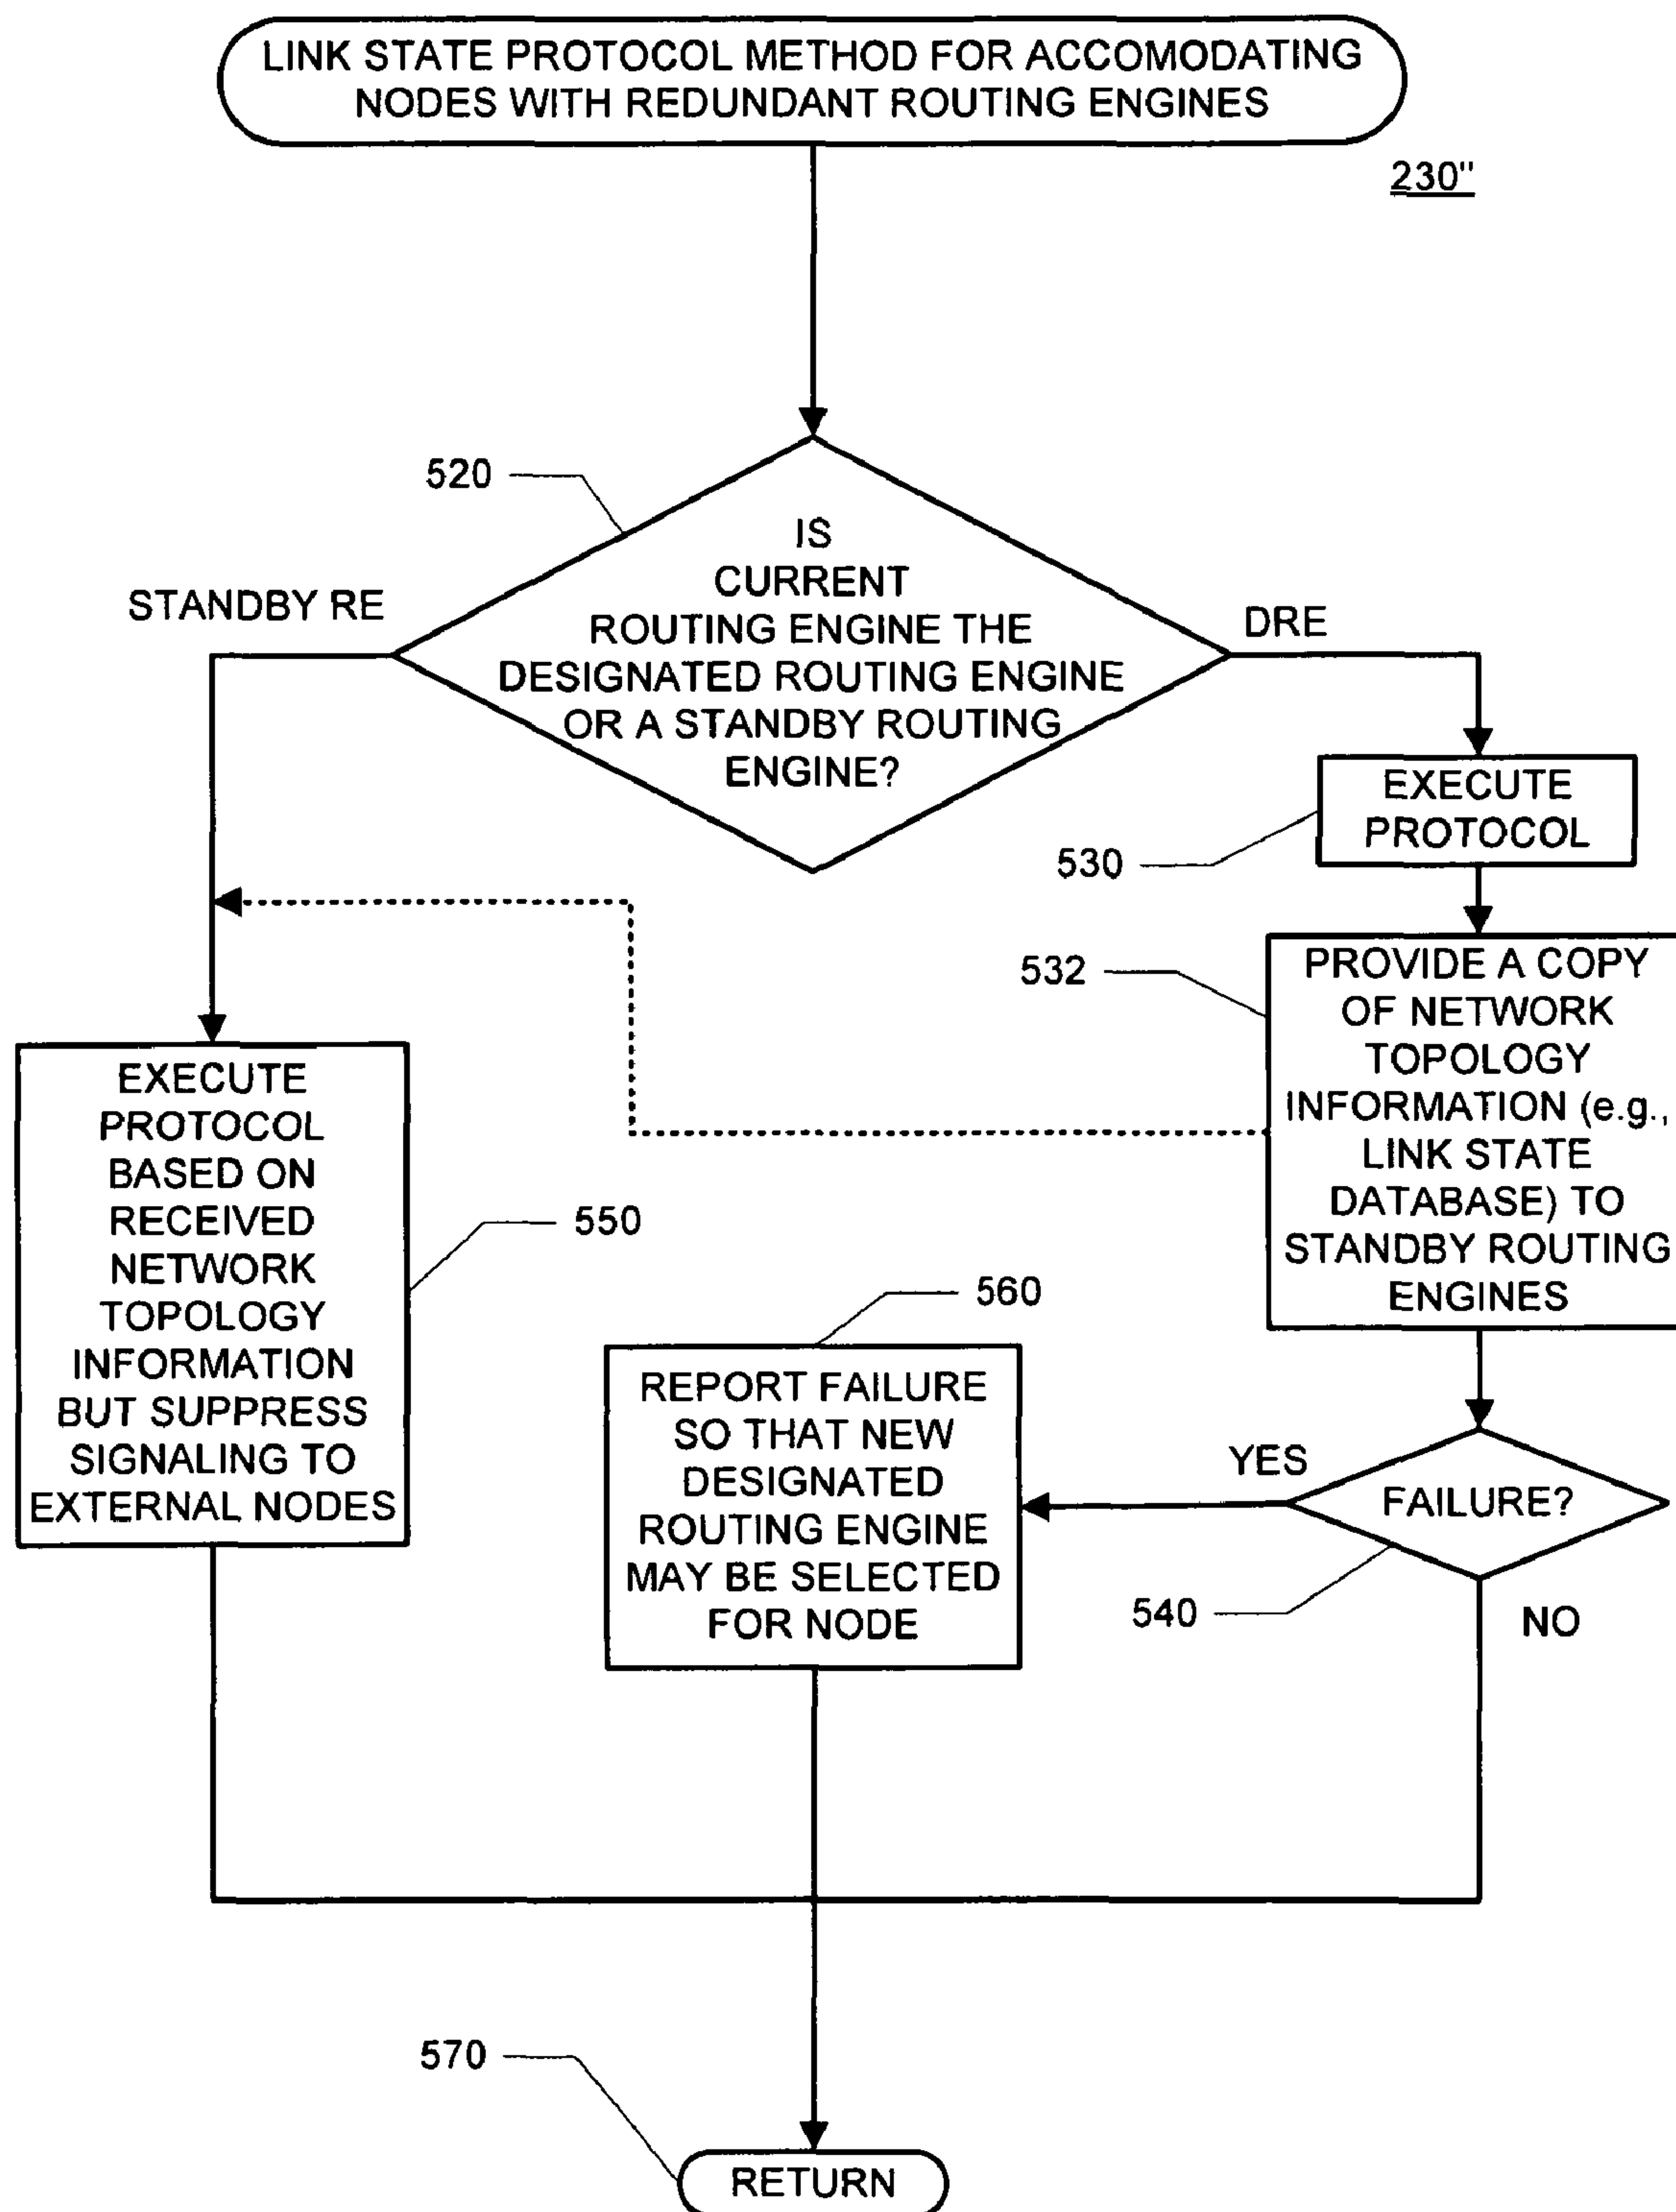 LINK STATE PROTOCOL METHOD FOR ACCOMODATING
NODES WITH REDUNDANT ROUTING ENGINES
230"
520
IS
CURRENT
ROUTING ENGINE THE
DESIGNATED ROUTING ENGINE
OR A STANDBY ROUTING
ENGINE?
STANDBY RE
DRE
530
EXECUTE
PROTOCOL
532
PROVIDE A COPY
OF NETWORK
TOPOLOGY
INFORMATION (e.g.,
LINK STATE
DATABASE) TO
STANDBY ROUTING
ENGINES
EXECUTE
PROTOCOL
BASED ON
RECEIVED
NETWORK
TOPOLOGY
INFORMATION
BUT SUPPRESS
SIGNALING TO
EXTERNAL NODES
550
560
REPORT FAILURE
SO THAT NEW
DESIGNATED
ROUTING ENGINE
MAY BE SELECTED
FOR NODE
YES
FAILURE?
540
NO
570
RETURN